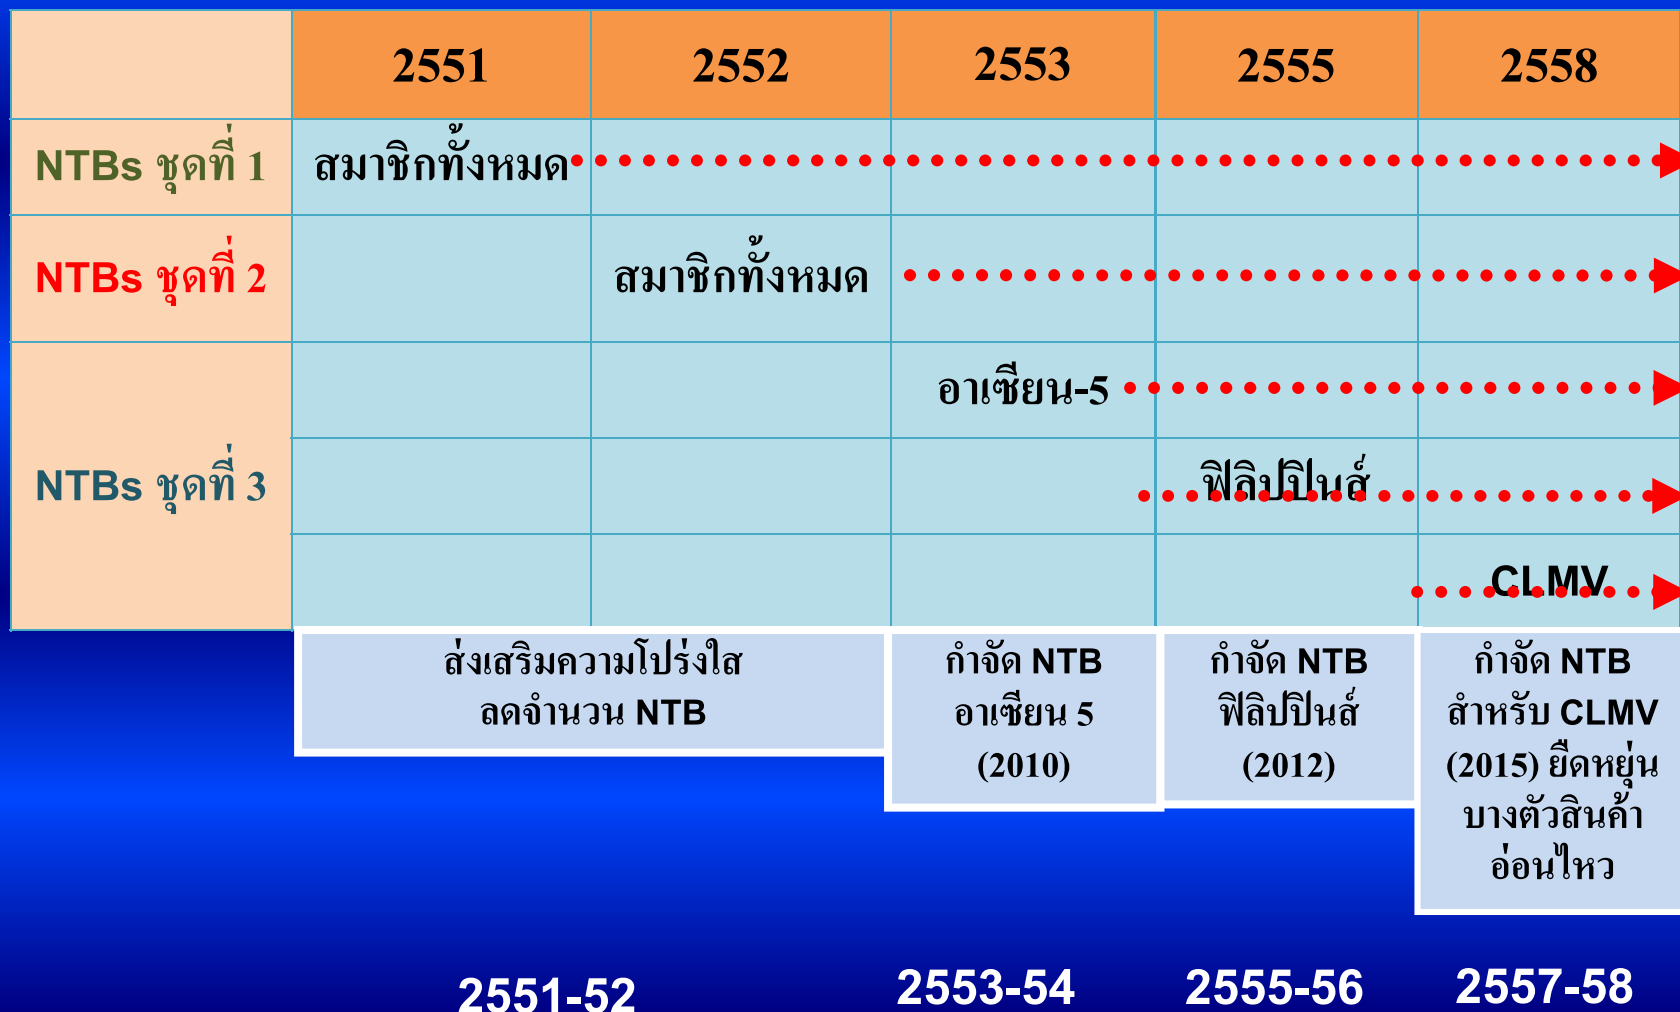 2551 2552 2553 2555 2558
NTBs ชุดที่ 1 สมาชิกทั้งหมด
NTBs ชุดที่ 2 สมาชิกทั้งหมด
อาเซียน-5
NTBs ชุดที่ 3 ฟิลิปปินส์
CLMV
ส่งเสริมความโปร่งใส
ลดจำนวน NTB
กำจัด NTB
อาเซียน 5
(2010)
กำจัด NTB
ฟิลิปปินส์
(2012)
กำจัด NTB
สำหรับ CLMV
(2015) ยืดหยุ่น
บางตัวสินค้า
อ่อนไหว
2551-52 2553-54 2555-56 2557-58